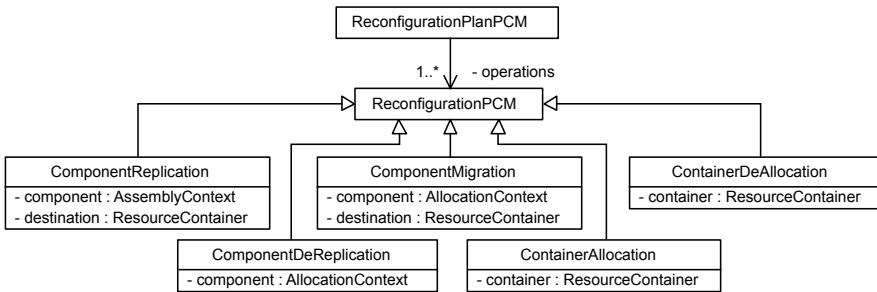 ReconfigurationPlanPCM
1..*
- operations
ReconfigurationPCM
ComponentReplication
- component : AssemblyContext
- destination : ResourceContainer
ComponentMigration
- component : AllocationContext
- destination : ResourceContainer
ContainerDeAllocation
- container : ResourceContainer
ComponentDeReplication
- component : AllocationContext
ContainerAllocation
- container : ResourceContainer